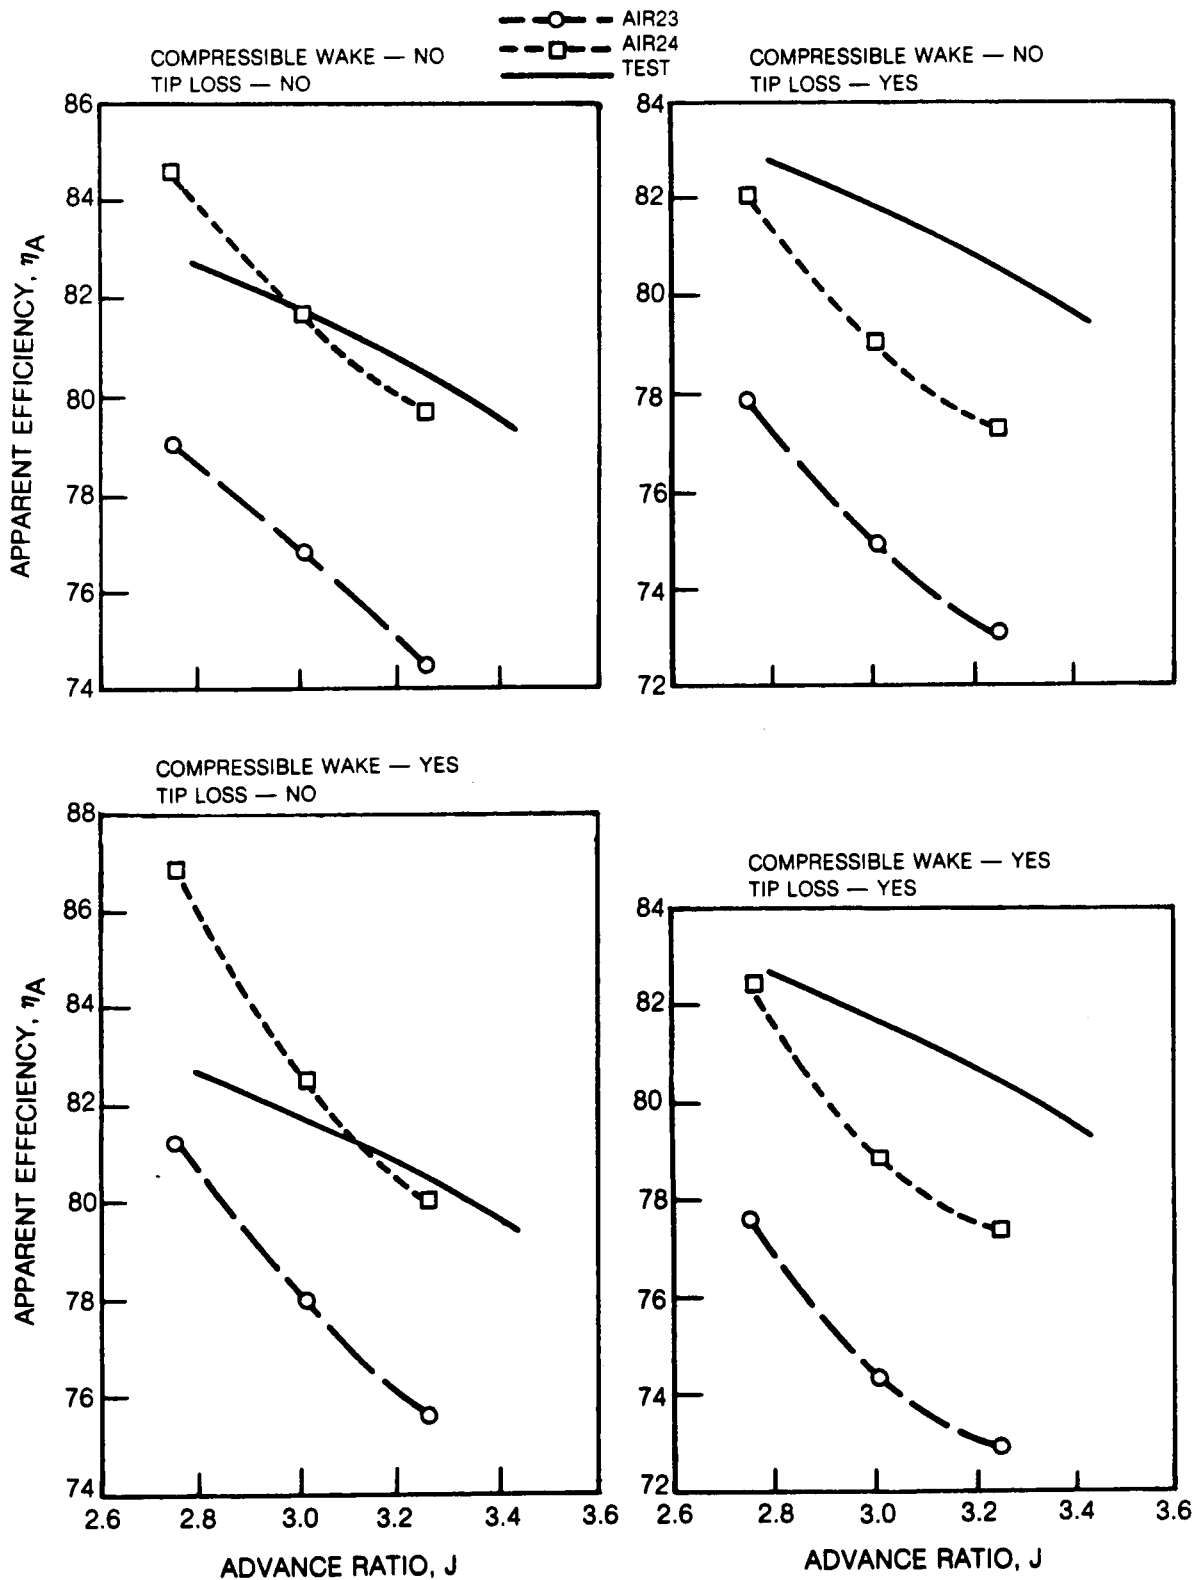 AIR23
AIR24
TEST
COMPRESSIBLE WAKE — NO
TIP LOSS — NO
COMPRESSIBLE WAKE — NO
TIP LOSS — YES
86
84
82
80
78
76
74
APPARENT EFFICIENCY, ηA
84
82
80
78
76
74
72
COMPRESSIBLE WAKE — YES
TIP LOSS — NO
88
86
84
82
80
78
76
74
APPARENT EFFECIENCY, ηA
2.6 2.8 3.0 3.2 3.4 3.6
ADVANCE RATIO, J
COMPRESSIBLE WAKE — YES
TIP LOSS — YES
84
82
80
78
76
74
72
2.6 2.8 3.0 3.2 3.4 3.6
ADVANCE RATIO, J